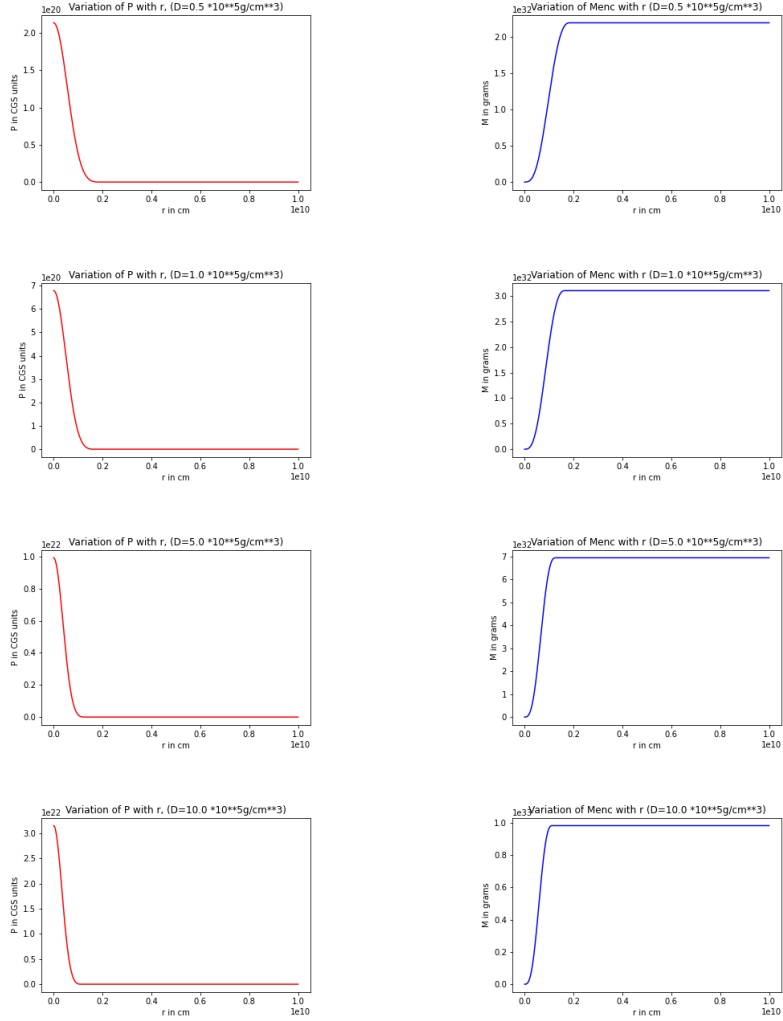 Variation of P with r, (D=0.5 *10**5g/cm**3)
1e20
2.0
1.5
1.0
0.5
0.0
P in CGS units
0.0 0.2 0.4 0.6 0.8 1.0
r in cm
1e10
Variation of Menc with r (D=0.5 *10**5g/cm**3)
1e32
2.0
1.5
1.0
0.5
0.0
M in grams
0.0 0.2 0.4 0.6 0.8 1.0
r in cm
1e10
Variation of P with r, (D=1.0 *10**5g/cm**3)
1e20
7
6
5
4
3
2
1
0
P in CGS units
0.0 0.2 0.4 0.6 0.8 1.0
r in cm
1e10
Variation of Menc with r (D=1.0 *10**5g/cm**3)
1e32
3.0
2.5
2.0
1.5
1.0
0.5
0.0
M in grams
0.0 0.2 0.4 0.6 0.8 1.0
r in cm
1e10
Variation of P with r, (D=5.0 *10**5g/cm**3)
1e22
1.0
0.8
0.6
0.4
0.2
0.0
P in CGS units
0.0 0.2 0.4 0.6 0.8 1.0
r in cm
1e10
Variation of Menc with r (D=5.0 *10**5g/cm**3)
1e32
7
6
5
4
3
2
1
0
M in grams
0.0 0.2 0.4 0.6 0.8 1.0
r in cm
1e10
Variation of P with r, (D=10.0 *10**5g/cm**3)
1e22
3.0
2.5
2.0
1.5
1.0
0.5
0.0
P in CGS units
0.0 0.2 0.4 0.6 0.8 1.0
r in cm
1e10
Variation of Menc with r (D=10.0 *10**5g/cm**3)
1e33
1.0
0.8
0.6
0.4
0.2
0.0
M in grams
0.0 0.2 0.4 0.6 0.8 1.0
r in cm
1e10